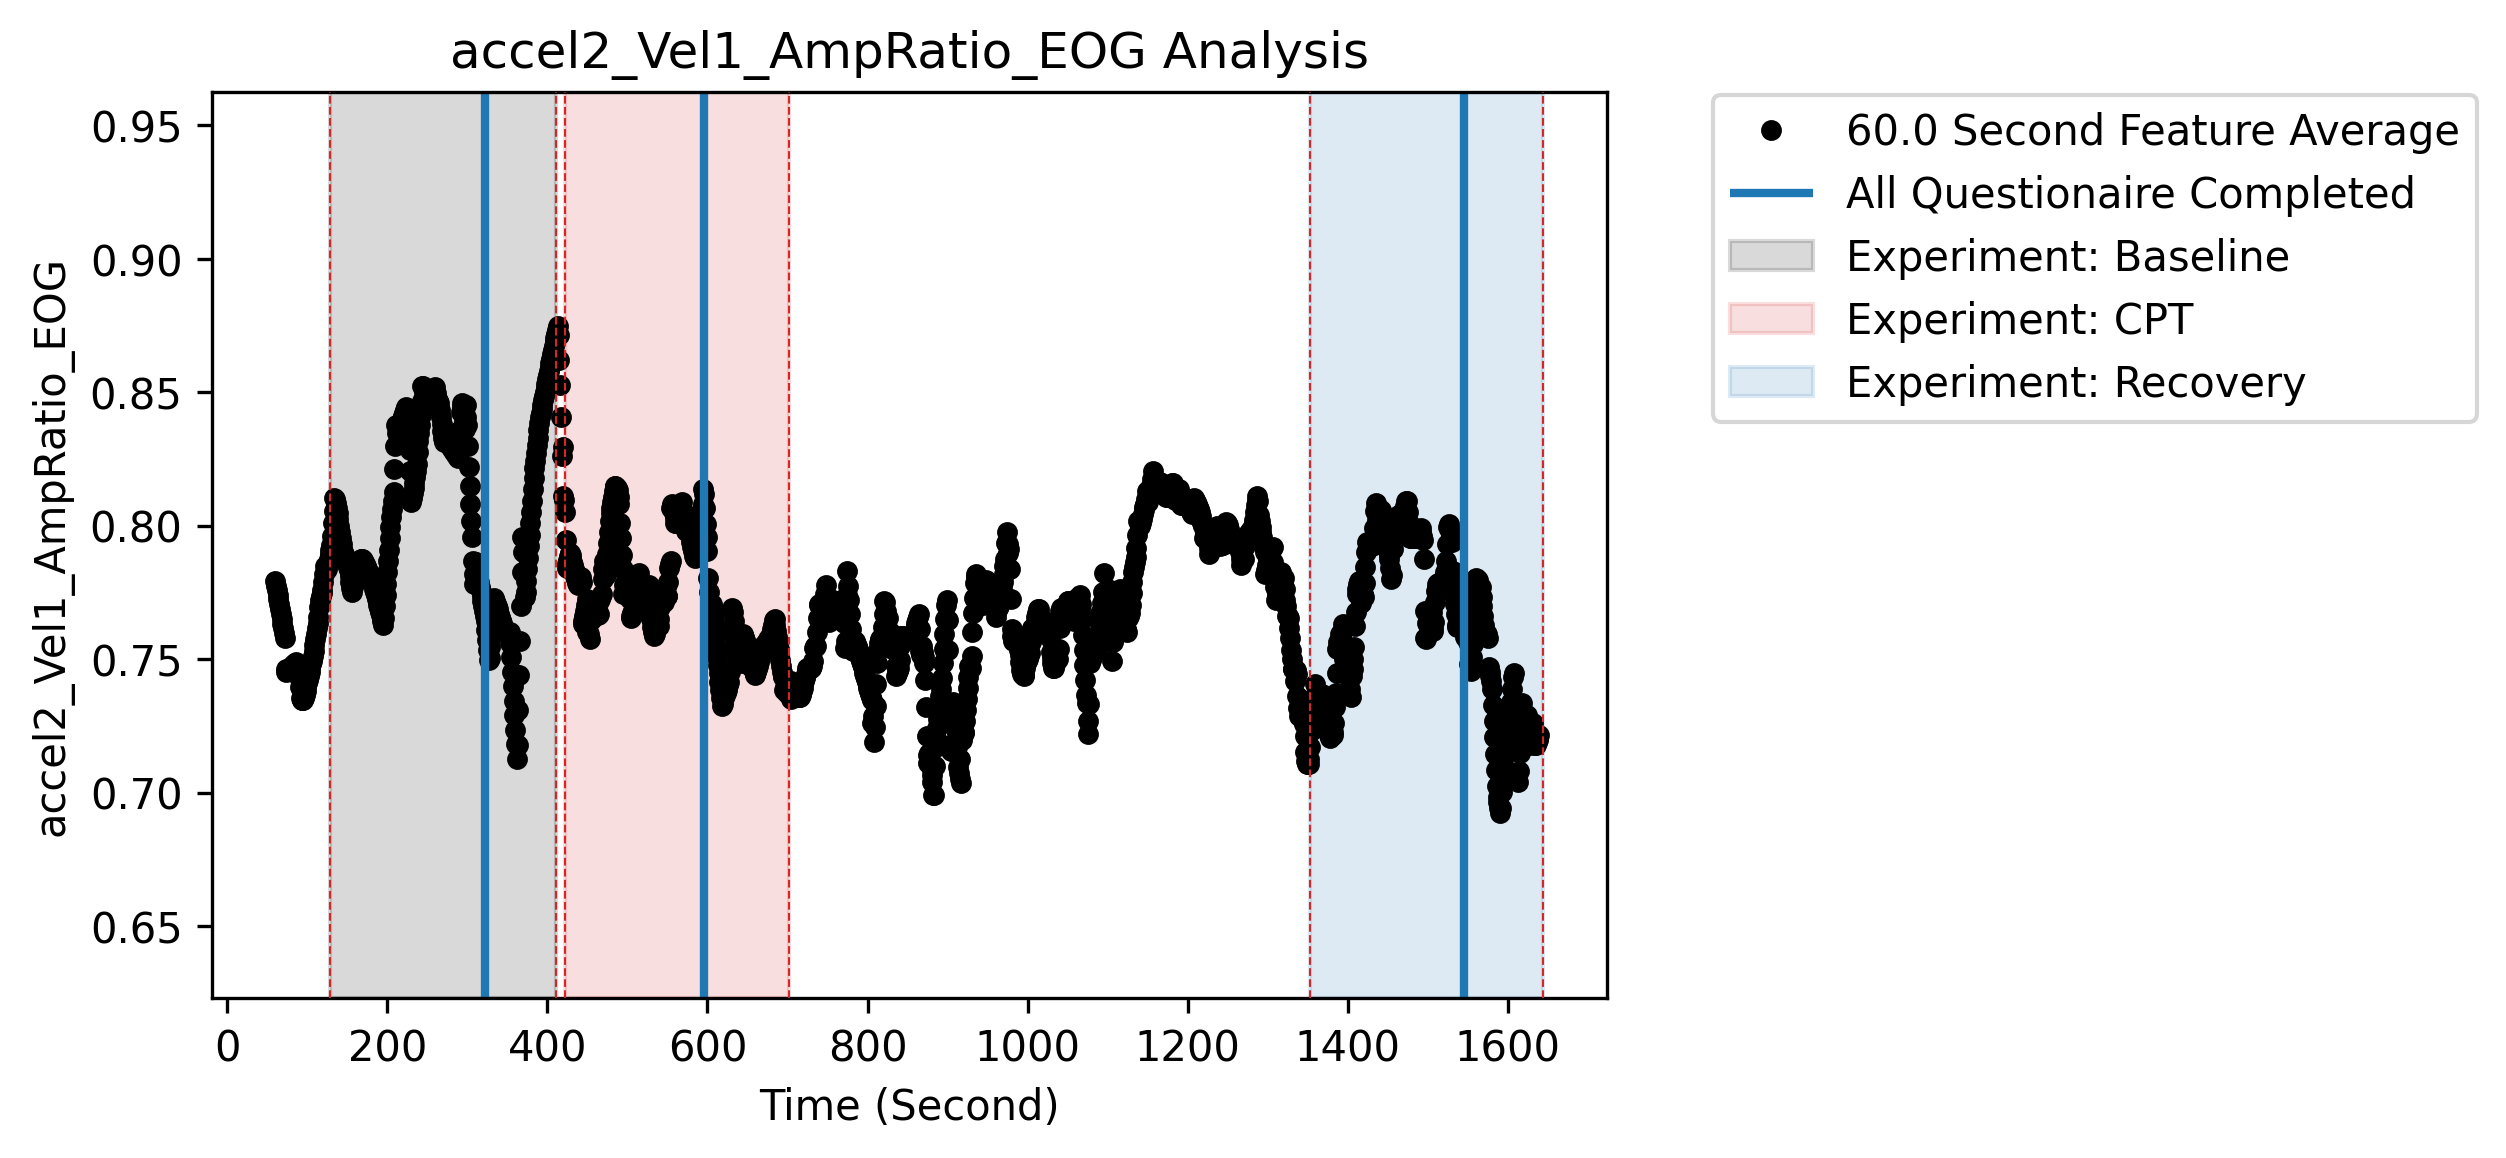 accel2_Vel1_AmpRatio_EOG Analysis
accel2_Vel1_AmpRatio_EOG
0.95
0.90
0.85
0.80
0.75
0.70
0.65
0 200 400 600 800 1000 1200 1400 1600
Time (Second)
60.0 Second Feature Average
All Questionaire Completed
Experiment: Baseline
Experiment: CPT
Experiment: Recovery